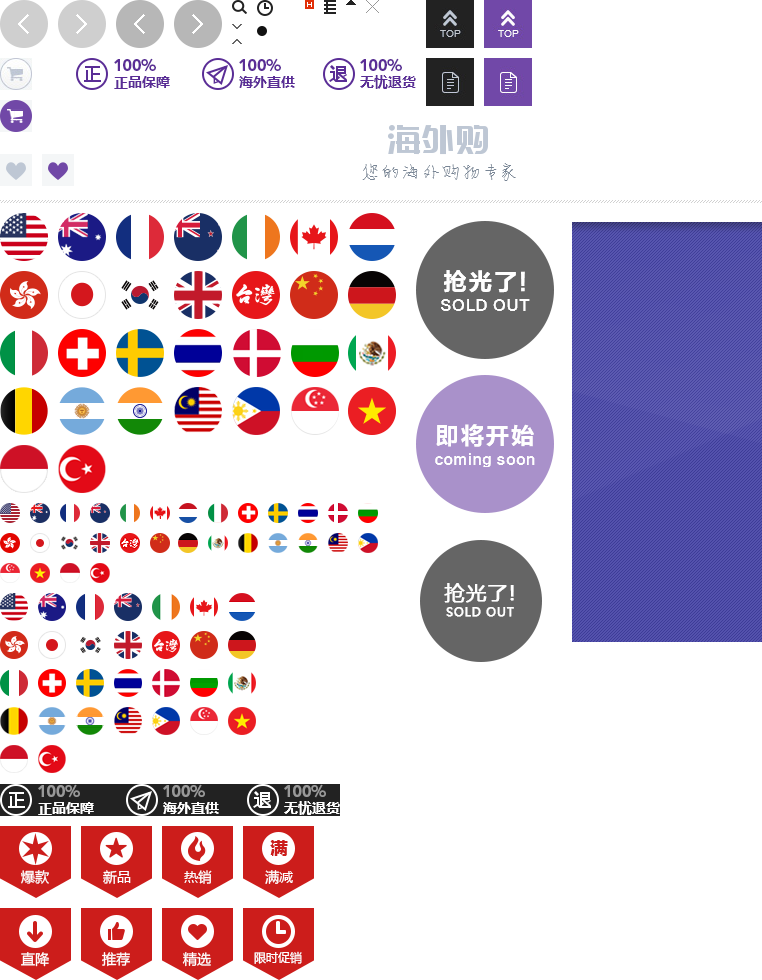 H
TOP
TOP
正
100%
正品保障
100%
海外直供
退
100%
无忧退货
海外购
您的海外购物专家
台灣
抢光了!
SOLD OUT
即将开始
coming soon
台灣
抢光了!
SOLD OUT
台灣
正
100%
正品保障
100%
海外直供
退
100%
无忧退货
爆款
新品
热销
满
满减
直降
推荐
精选
限时促销